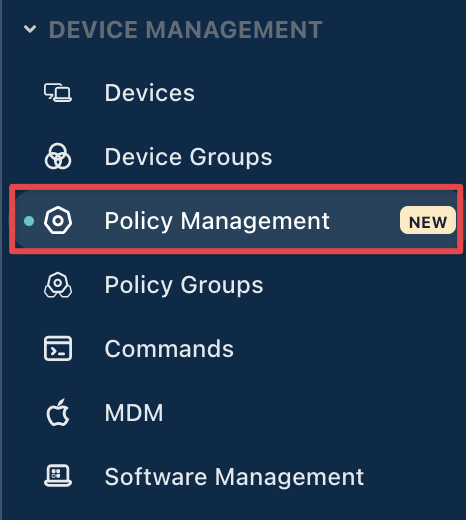 DEVICE MANAGEMENT
Devices
Device Groups
Policy Management NEW
Policy Groups
Commands
MDM
Software Management